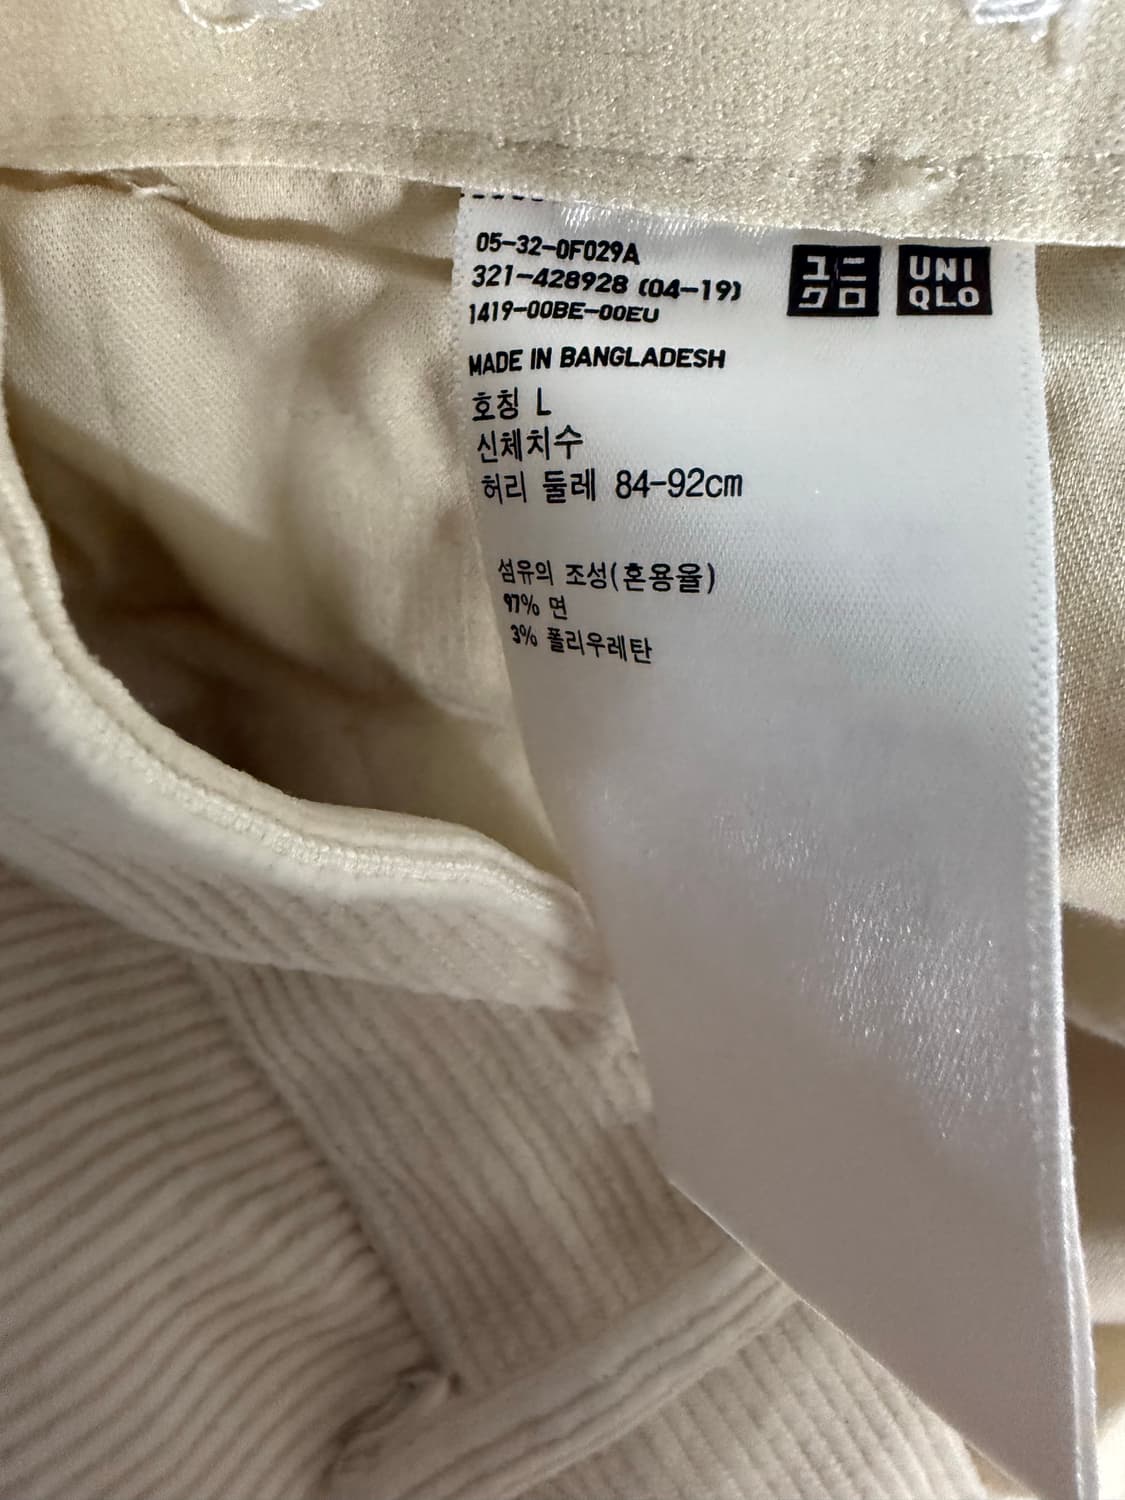 05-32-0F029A
321-428928 (04-19)
1419-00BE-00EU
ユニ
クロ
UNI
QLO
MADE IN BANGLADESH
호칭 L
신체치수
허리 둘레 84-92cm
섬유의 조성(혼용율)
97% 면
3% 폴리우레탄